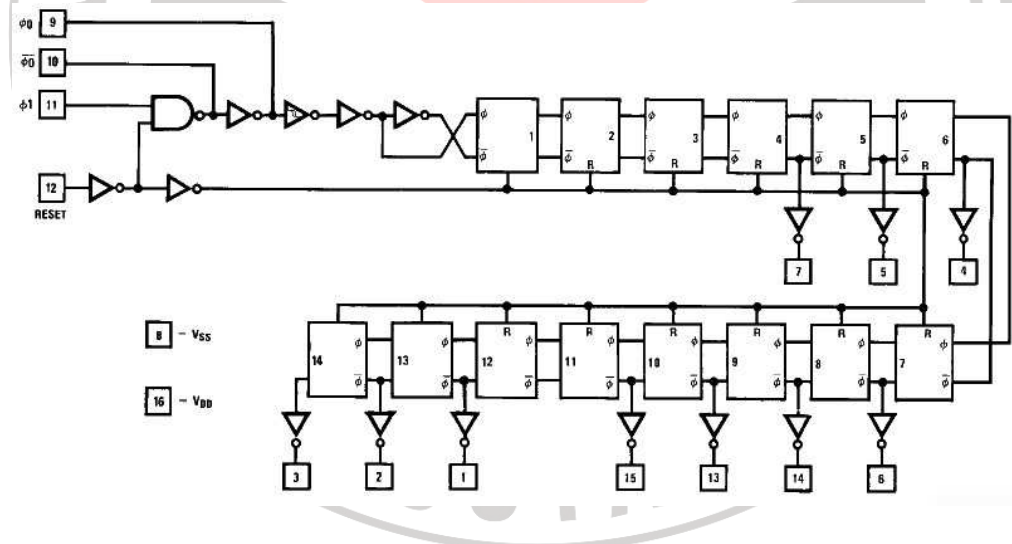 φ0 9
φ̅0̅ 10
φ1 11
12
RESET
φ φ̅ 1
2 R
3 R
4 R
φ̅ 5 R
φ̅ 6 R
7
5
4
8 - VSS
16 - VDD
14 φ φ̅
13 φ φ̅
12 R
11 R
10 R
9 R φ φ̅
8 R φ φ̅
7 R φ φ̅
3
2
1
15
13
14
6